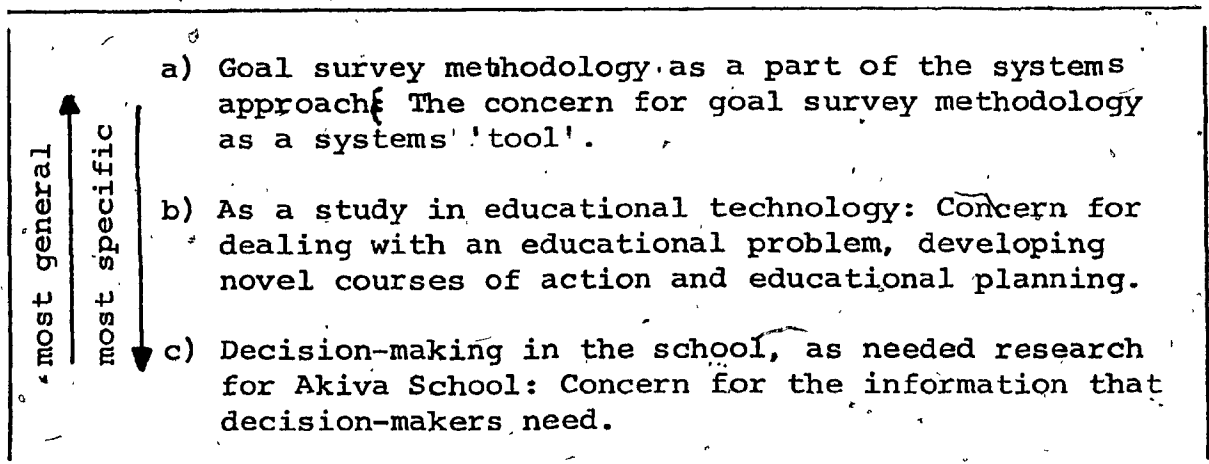 a) Goal survey methodology as a part of the systems
approach: The concern for goal survey methodology
as a systems 'tool'.
b) As a study in educational technology: Concern for
dealing with an educational problem, developing
novel courses of action and educational planning.
c) Decision-making in the school, as needed research
for Akiva School: Concern for the information that
decision-makers need.
most general
most specific